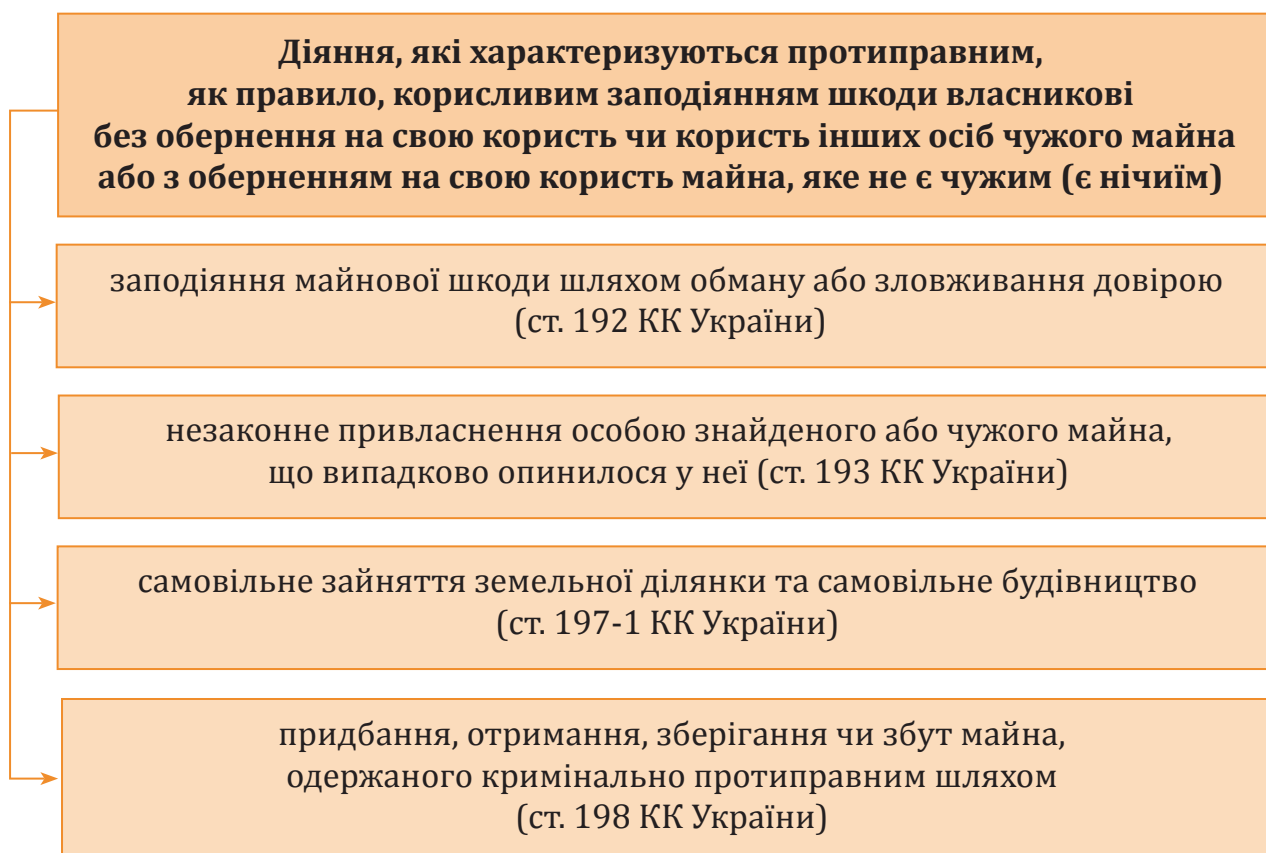 Діяння, які характеризуються протиправним,
як правило, корисливим заподіянням шкоди власникові
без обернення на свою користь чи користь інших осіб чужого майна
або з оберненням на свою користь майна, яке не є чужим (є нічиїм)
заподіяння майнової шкоди шляхом обману або зловживання довірою
(ст. 192 КК України)
незаконне привласнення особою знайденого або чужого майна,
що випадково опинилося у неї (ст. 193 КК України)
самовільне зайняття земельної ділянки та самовільне будівництво
(ст. 197-1 КК України)
придбання, отримання, зберігання чи збут майна,
одержаного кримінально протиправним шляхом
(ст. 198 КК України)